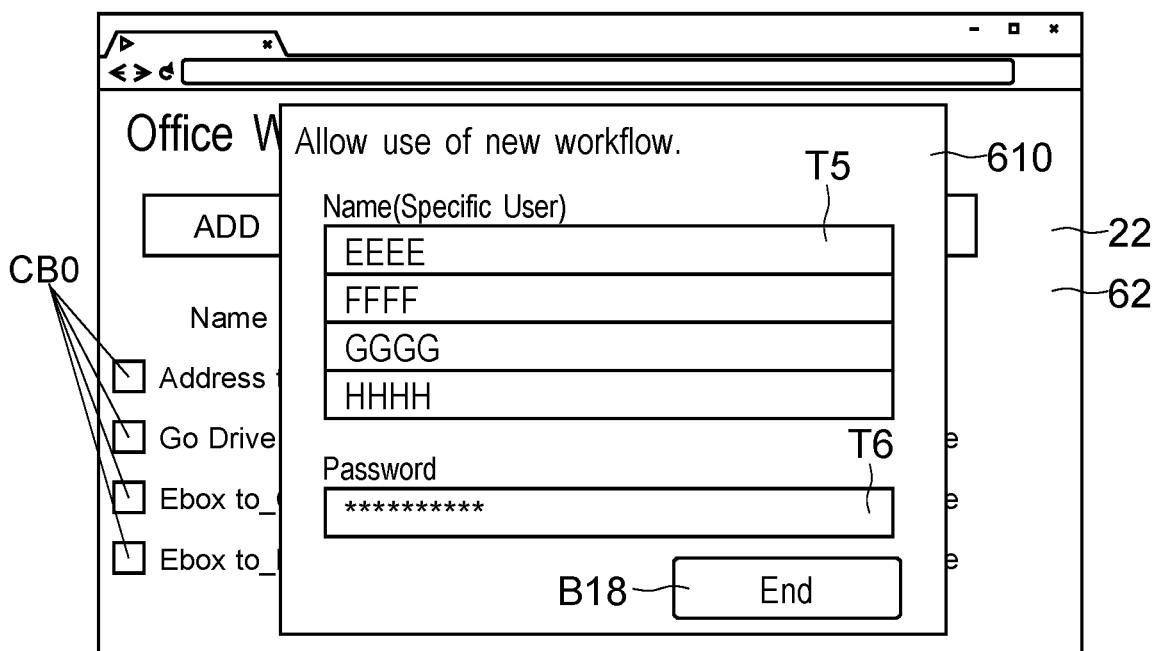 Office W
Allow use of new workflow.
610
T5
Name(Specific User)
ADD
EEEE
22
CB0
FFFF
62
Name
GGGG
Address t
HHHH
Go Drive
T6
e
Password
Ebox to_
**********
e
Ebox to_
e
B18
End